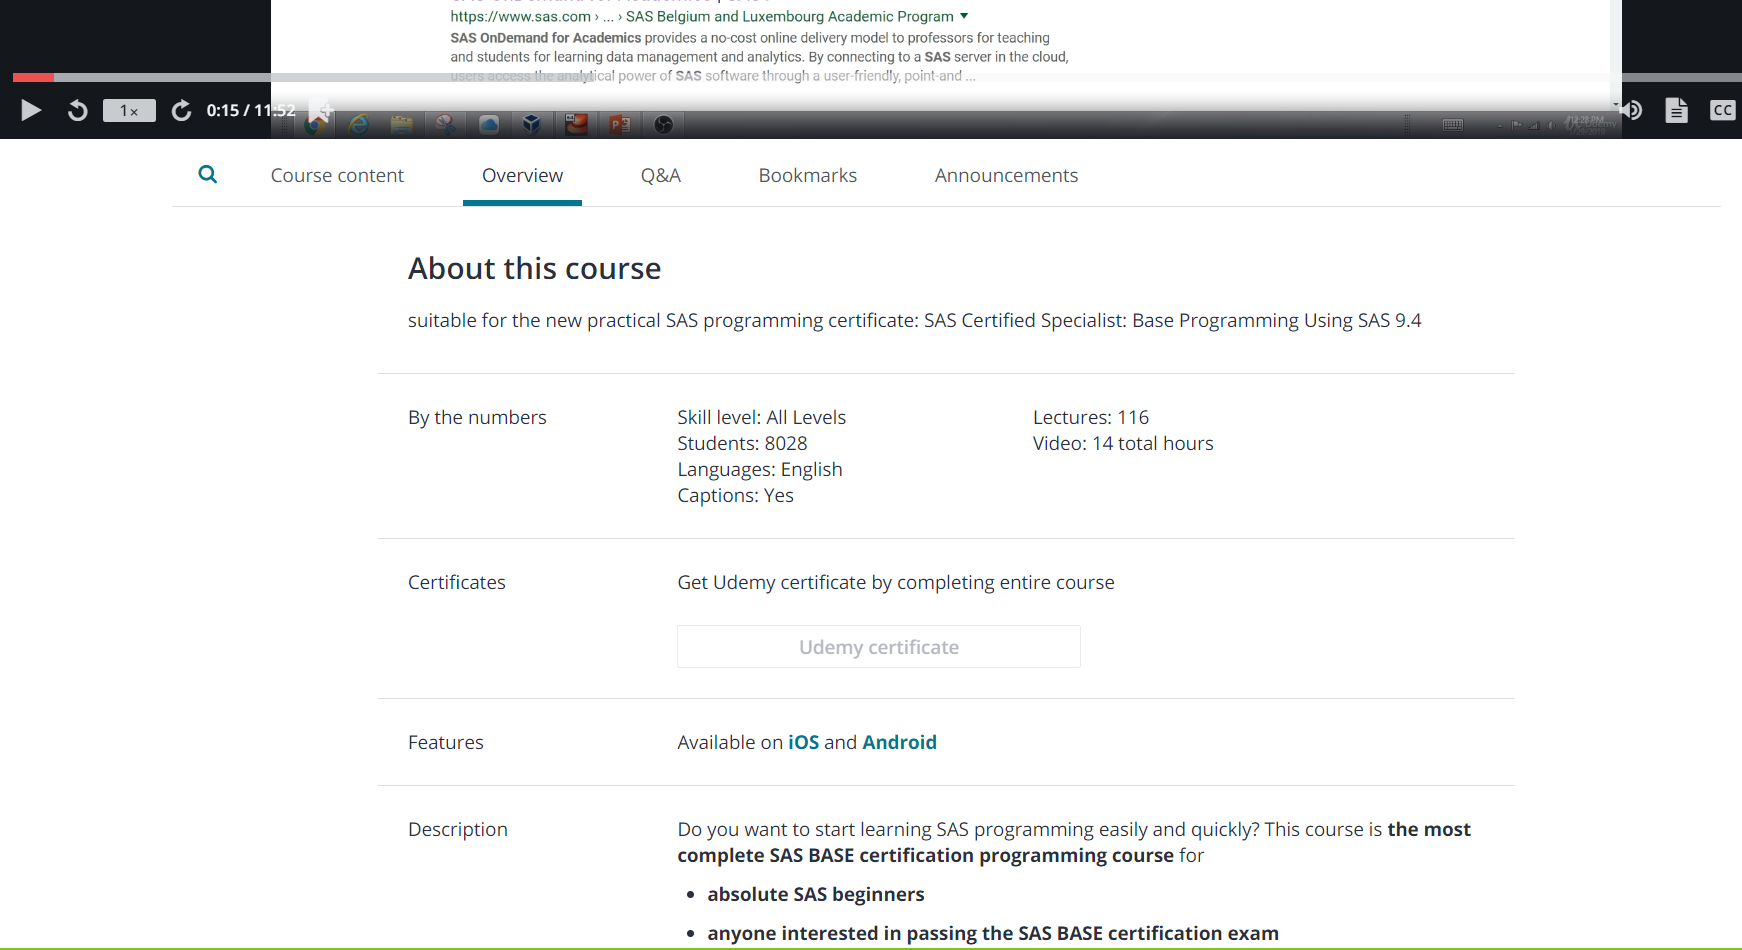 https://www.sas.com › ... › SAS Belgium and Luxembourg Academic Program
SAS OnDemand for Academics provides a no-cost online delivery model to professors for teaching
and students for learning data management and analytics. By connecting to a SAS server in the cloud,
users access the analytical power of SAS software through a user-friendly, point-and ...
1x
0:15 / 11:52
CC
Course content
Overview
Q&A
Bookmarks
Announcements
About this course
suitable for the new practical SAS programming certificate: SAS Certified Specialist: Base Programming Using SAS 9.4
By the numbers
Skill level: All Levels
Students: 8028
Languages: English
Captions: Yes
Lectures: 116
Video: 14 total hours
Certificates
Get Udemy certificate by completing entire course
Udemy certificate
Features
Available on iOS and Android
Description
Do you want to start learning SAS programming easily and quickly? This course is the most
complete SAS BASE certification programming course for
• absolute SAS beginners
• anyone interested in passing the SAS BASE certification exam